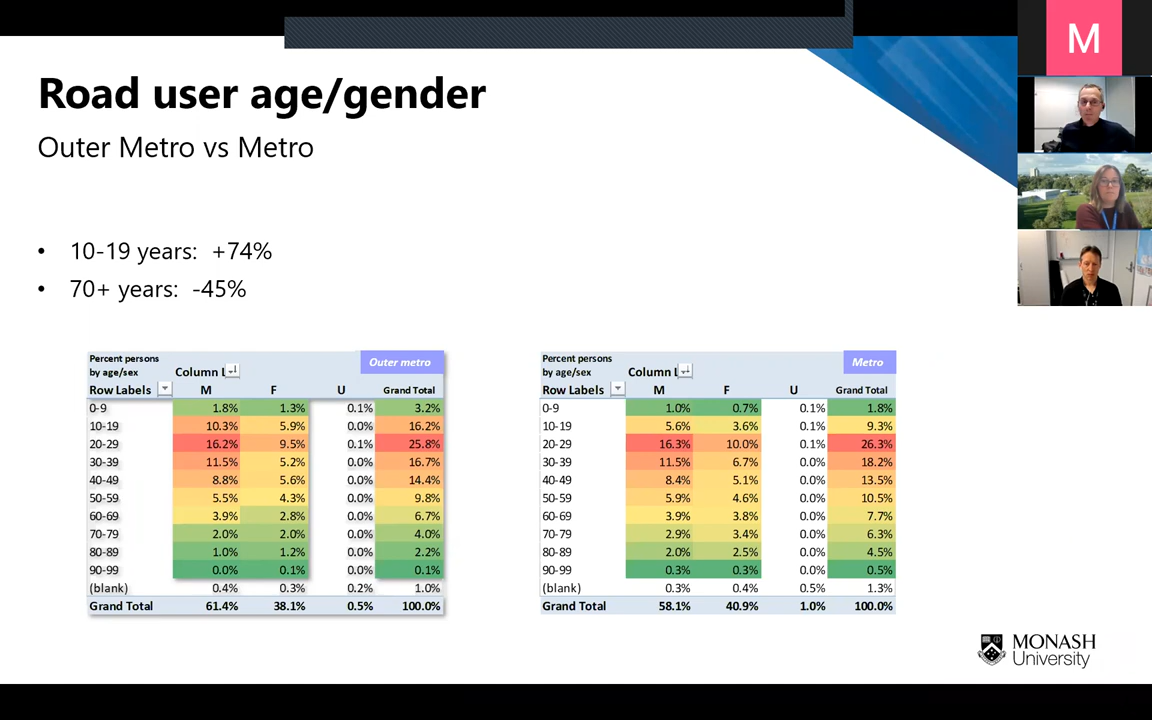 M
Road user age/gender
Outer Metro vs Metro
• 10-19 years: +74%
• 70+ years: -45%
Percent persons
by age/sex
Column L
Outer metro
Row Labels M F U Grand Total
0-9 1.8% 1.3% 0.1% 3.2%
10-19 10.3% 5.9% 0.0% 16.2%
20-29 16.2% 9.5% 0.1% 25.8%
30-39 11.5% 5.2% 0.0% 16.7%
40-49 8.8% 5.6% 0.0% 14.4%
50-59 5.5% 4.3% 0.0% 9.8%
60-69 3.9% 2.8% 0.0% 6.7%
70-79 2.0% 2.0% 0.0% 4.0%
80-89 1.0% 1.2% 0.0% 2.2%
90-99 0.0% 0.1% 0.0% 0.1%
(blank) 0.4% 0.3% 0.2% 1.0%
Grand Total 61.4% 38.1% 0.5% 100.0%
Percent persons
by age/sex
Column L
Metro
Row Labels M F U Grand Total
0-9 1.0% 0.7% 0.1% 1.8%
10-19 5.6% 3.6% 0.1% 9.3%
20-29 16.3% 10.0% 0.1% 26.3%
30-39 11.5% 6.7% 0.0% 18.2%
40-49 8.4% 5.1% 0.0% 13.5%
50-59 5.9% 4.6% 0.0% 10.5%
60-69 3.9% 3.8% 0.0% 7.7%
70-79 2.9% 3.4% 0.0% 6.3%
80-89 2.0% 2.5% 0.0% 4.5%
90-99 0.3% 0.3% 0.0% 0.5%
(blank) 0.3% 0.4% 0.5% 1.3%
Grand Total 58.1% 40.9% 1.0% 100.0%
MONASH
University